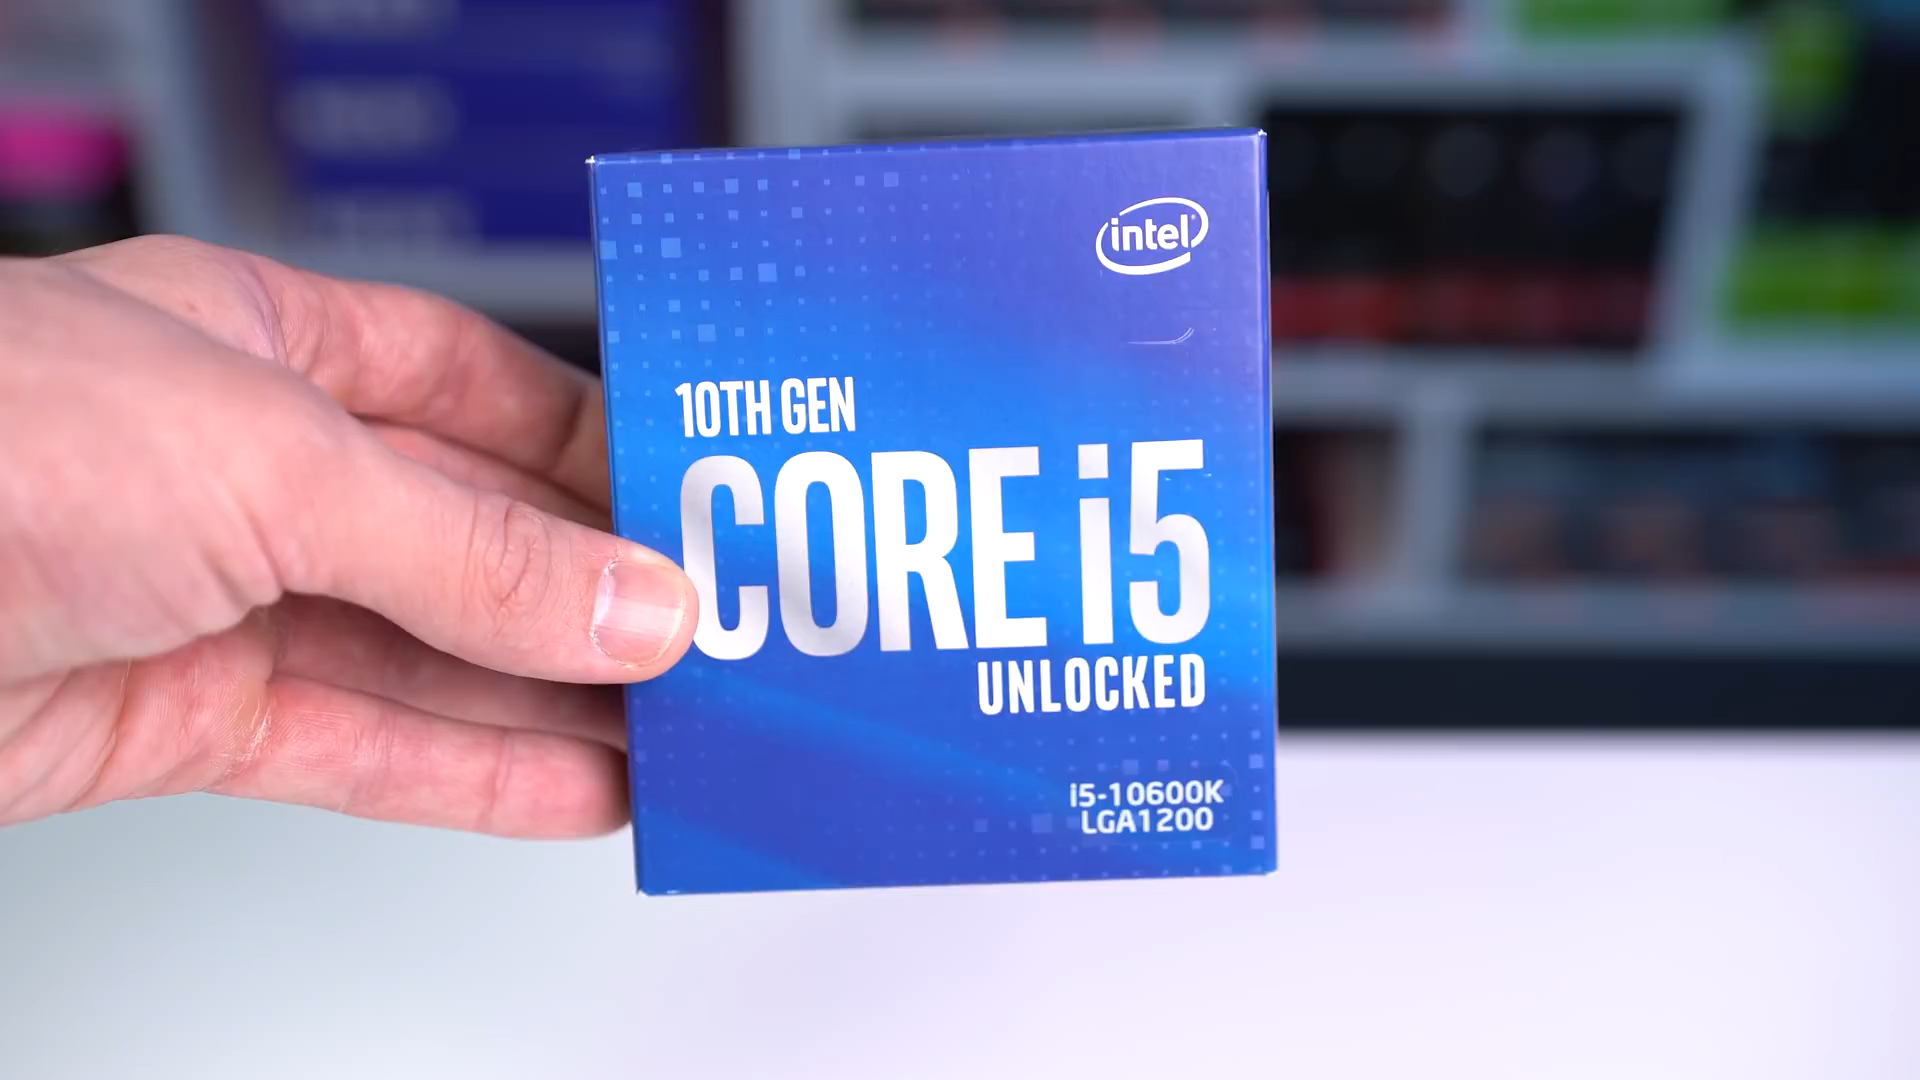 intel
10TH GEN
CORE i5
UNLOCKED
i5-10600K
LGA1200